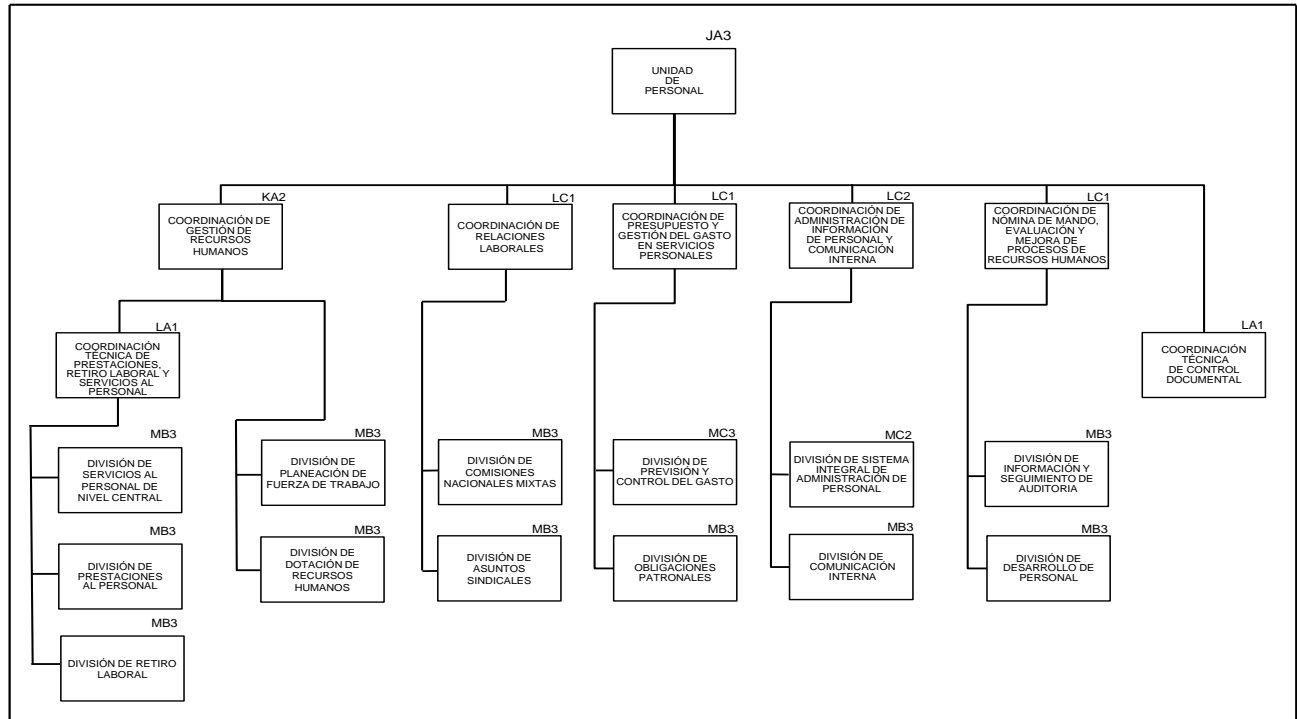 JA3
UNIDAD
DE
PERSONAL
KA2
COORDINACIÓN DE
GESTIÓN DE
RECURSOS
HUMANOS
LC1
COORDINACIÓN DE
RELACIONES
LABORALES
LC1
COORDINACIÓN DE
PRESUPUESTO Y
GESTIÓN DEL GASTO
EN SERVICIOS
PERSONALES
LC2
COORDINACIÓN DE
ADMINISTRACIÓN DE
INFORMACIÓN
DE PERSONAL Y
COMUNICACIÓN
INTERNA
LC1
COORDINACIÓN DE
NÓMINA DE MANDO,
EVALUACIÓN Y
MEJORA DE
PROCESOS DE
RECURSOS HUMANOS
LA1
COORDINACIÓN
TÉCNICA DE
PRESTACIONES,
RETIRO LABORAL Y
SERVICIOS AL
PERSONAL
LA1
COORDINACIÓN
TÉCNICA
DE CONTROL
DOCUMENTAL
MB3
DIVISIÓN DE
SERVICIOS AL
PERSONAL DE
NIVEL CENTRAL
MB3
DIVISIÓN DE
PLANEACIÓN DE
FUERZA DE TRABAJO
MB3
DIVISIÓN DE
COMISIONES
NACIONALES MIXTAS
MC3
DIVISIÓN DE
PREVISIÓN Y
CONTROL DEL GASTO
MC2
DIVISIÓN DE SISTEMA
INTEGRAL DE
ADMINISTRACIÓN DE
PERSONAL
MB3
DIVISIÓN DE
INFORMACIÓN Y
SEGUIMIENTO DE
AUDITORIA
MB3
DIVISIÓN DE
PRESTACIONES
AL PERSONAL
MB3
DIVISIÓN DE
DOTACIÓN DE
RECURSOS
HUMANOS
MB3
DIVISIÓN DE
ASUNTOS
SINDICALES
MB3
DIVISIÓN DE
OBLIGACIONES
PATRONALES
MB3
DIVISIÓN DE
COMUNICACIÓN
INTERNA
MB3
DIVISIÓN DE
DESARROLLO DE
PERSONAL
MB3
DIVISIÓN DE RETIRO
LABORAL